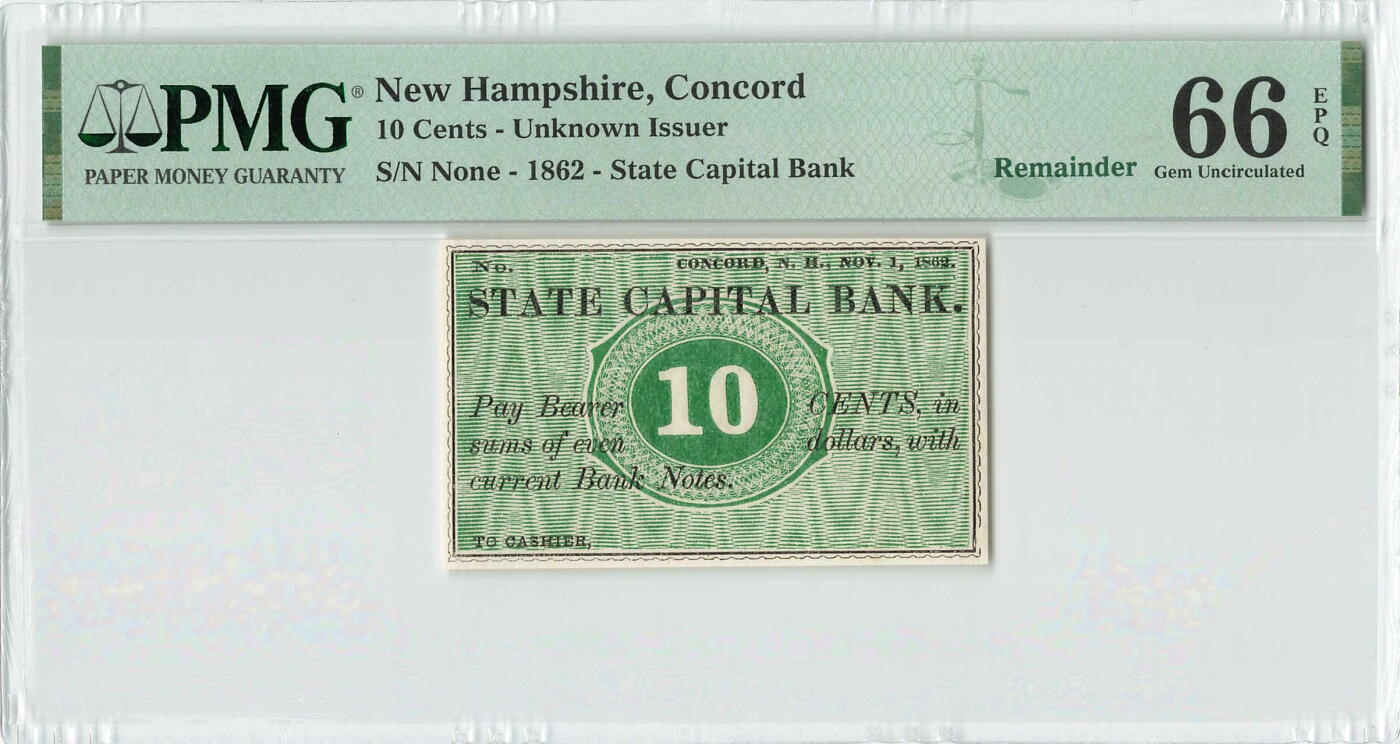 PMG®
PAPER MONEY GUARANTY
New Hampshire, Concord
10 Cents - Unknown Issuer
S/N None - 1862 - State Capital Bank
Remainder
66
Gem Uncirculated
EPQ
No. CONCORD, N. H., NOV. 1, 1862.
STATE CAPITAL BANK.
10
Pay Bearer CENTS, in
sums of even dollars, with
current Bank Notes.
TO CASHIER,